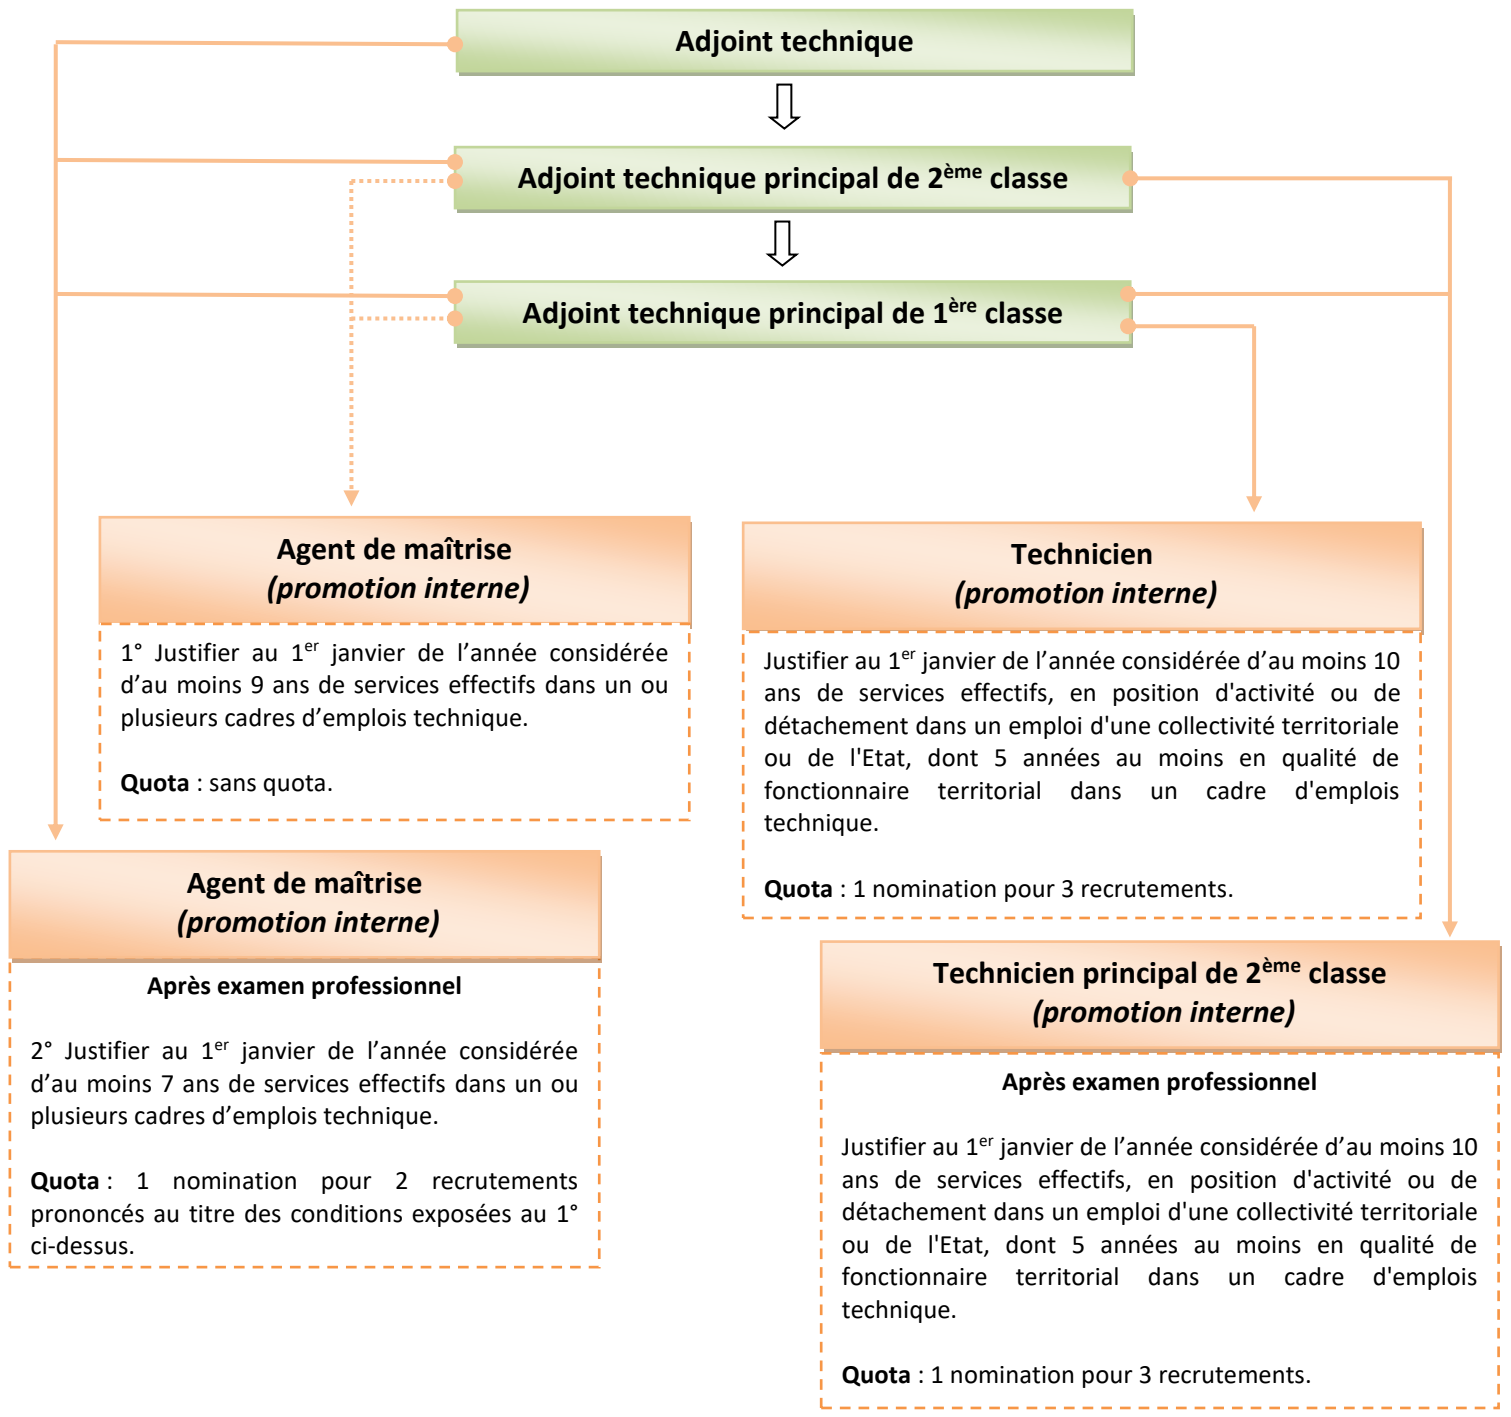 Adjoint technique
Adjoint technique principal de 2ème classe
Adjoint technique principal de 1ère classe
Agent de maîtrise
(promotion interne)
1° Justifier au 1er janvier de l’année considérée
d’au moins 9 ans de services effectifs dans un ou
plusieurs cadres d’emplois technique.
Quota : sans quota.
Technicien
(promotion interne)
Justifier au 1er janvier de l’année considérée d’au moins 10
ans de services effectifs, en position d'activité ou de
détachement dans un emploi d'une collectivité territoriale
ou de l'Etat, dont 5 années au moins en qualité de
fonctionnaire territorial dans un cadre d'emplois
technique.
Quota : 1 nomination pour 3 recrutements.
Agent de maîtrise
(promotion interne)
Après examen professionnel
2° Justifier au 1er janvier de l’année considérée
d’au moins 7 ans de services effectifs dans un ou
plusieurs cadres d’emplois technique.
Quota : 1 nomination pour 2 recrutements
prononcés au titre des conditions exposées au 1°
ci-dessus.
Technicien principal de 2ème classe
(promotion interne)
Après examen professionnel
Justifier au 1er janvier de l’année considérée d’au moins 10
ans de services effectifs, en position d'activité ou de
détachement dans un emploi d'une collectivité territoriale
ou de l'Etat, dont 5 années au moins en qualité de
fonctionnaire territorial dans un cadre d'emplois
technique.
Quota : 1 nomination pour 3 recrutements.